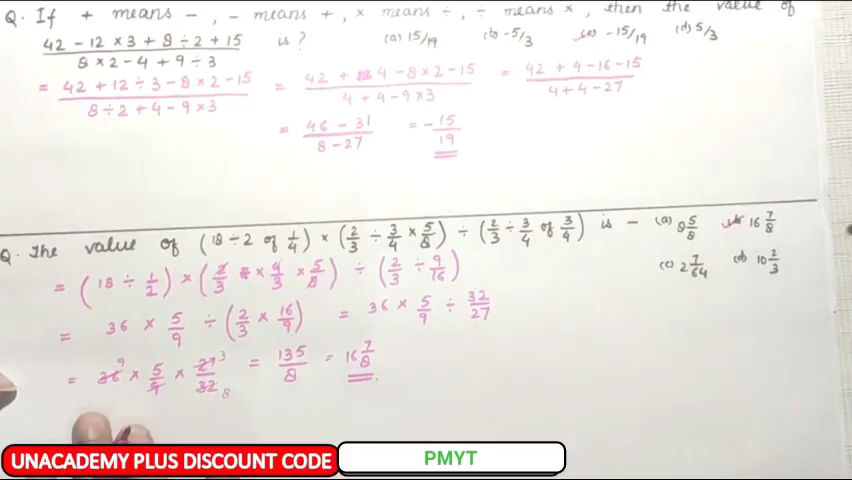 Q. If + means −, − means +, × means ÷, ÷ means ×, then the value of
42 − 12 × 3 + 8 ÷ 2 + 15 / 8 × 2 − 4 + 9 ÷ 3 is ? (a) 15/19 (b) -5/3 (c) -15/19 (d) 5/3
= 42 + 12 ÷ 3 − 8 × 2 − 15 / 8 ÷ 2 + 4 − 9 × 3 = 42 + 4 − 8 × 2 − 15 / 4 + 4 − 9 × 3 = 42 + 4 − 16 − 15 / 4 + 4 − 27
= 46 − 31 / 8 − 27 = − 15/19
Q. The value of (18 ÷ 2 of 1/4) × (2/3 ÷ 3/4 × 5/8) ÷ (2/3 ÷ 3/4 of 3/4) is − (a) 8 5/8 (b) 16 7/8
(c) 2 7/64 (d) 10 2/3
= (18 ÷ 1/2) × (2/3 × 4/3 × 5/8) ÷ (2/3 ÷ 9/16)
= 36 × 5/9 ÷ (2/3 × 16/9) = 36 × 5/9 ÷ 32/27
= 36 9 × 5/9 × 27 3/32 8 = 135/8 = 16 7/8
UNACADEMY PLUS DISCOUNT CODE PMYT